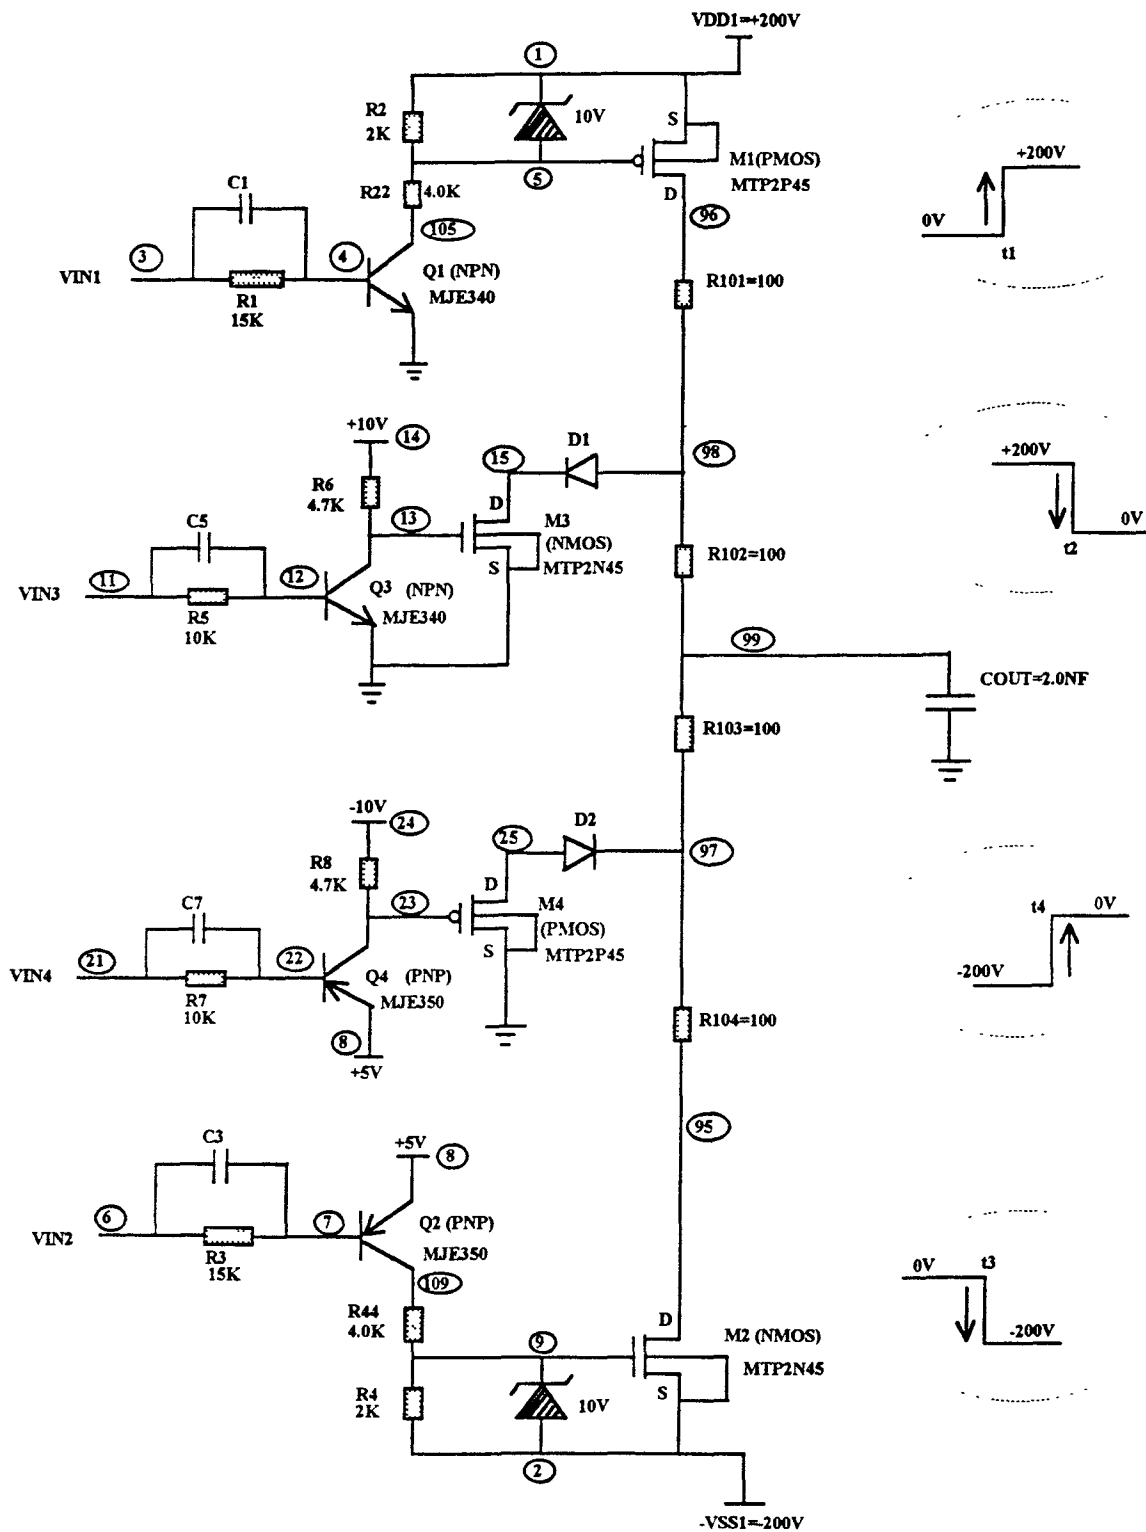 VDD1=+200V
1
R2
2K
10V
S
M1(PMOS)
MTP2P45
D
5
R22
4.0K
C1
105
96
3
4
VIN1
Q1 (NPN)
MJE340
R1
15K
R101=100
+200V
0V
t1
+10V
14
D1
15
98
R6
4.7K
D
13
M3
(NMOS)
MTP2N45
S
C5
11
12
VIN3
Q3 (NPN)
MJE340
R5
10K
R102=100
+200V
0V
t2
99
COUT=2.0NF
R103=100
-10V
24
D2
25
97
R8
4.7K
D
23
M4
(PMOS)
MTP2P45
S
C7
21
22
VIN4
Q4 (PNP)
MJE350
R7
10K
8
+5V
R104=100
t4
0V
-200V
95
C3
+5V
8
6
7
VIN2
Q2 (PNP)
MJE350
R3
15K
109
R44
4.0K
9
D
M2 (NMOS)
MTP2N45
S
R4
2K
10V
2
0V
t3
-200V
-VSS1=-200V